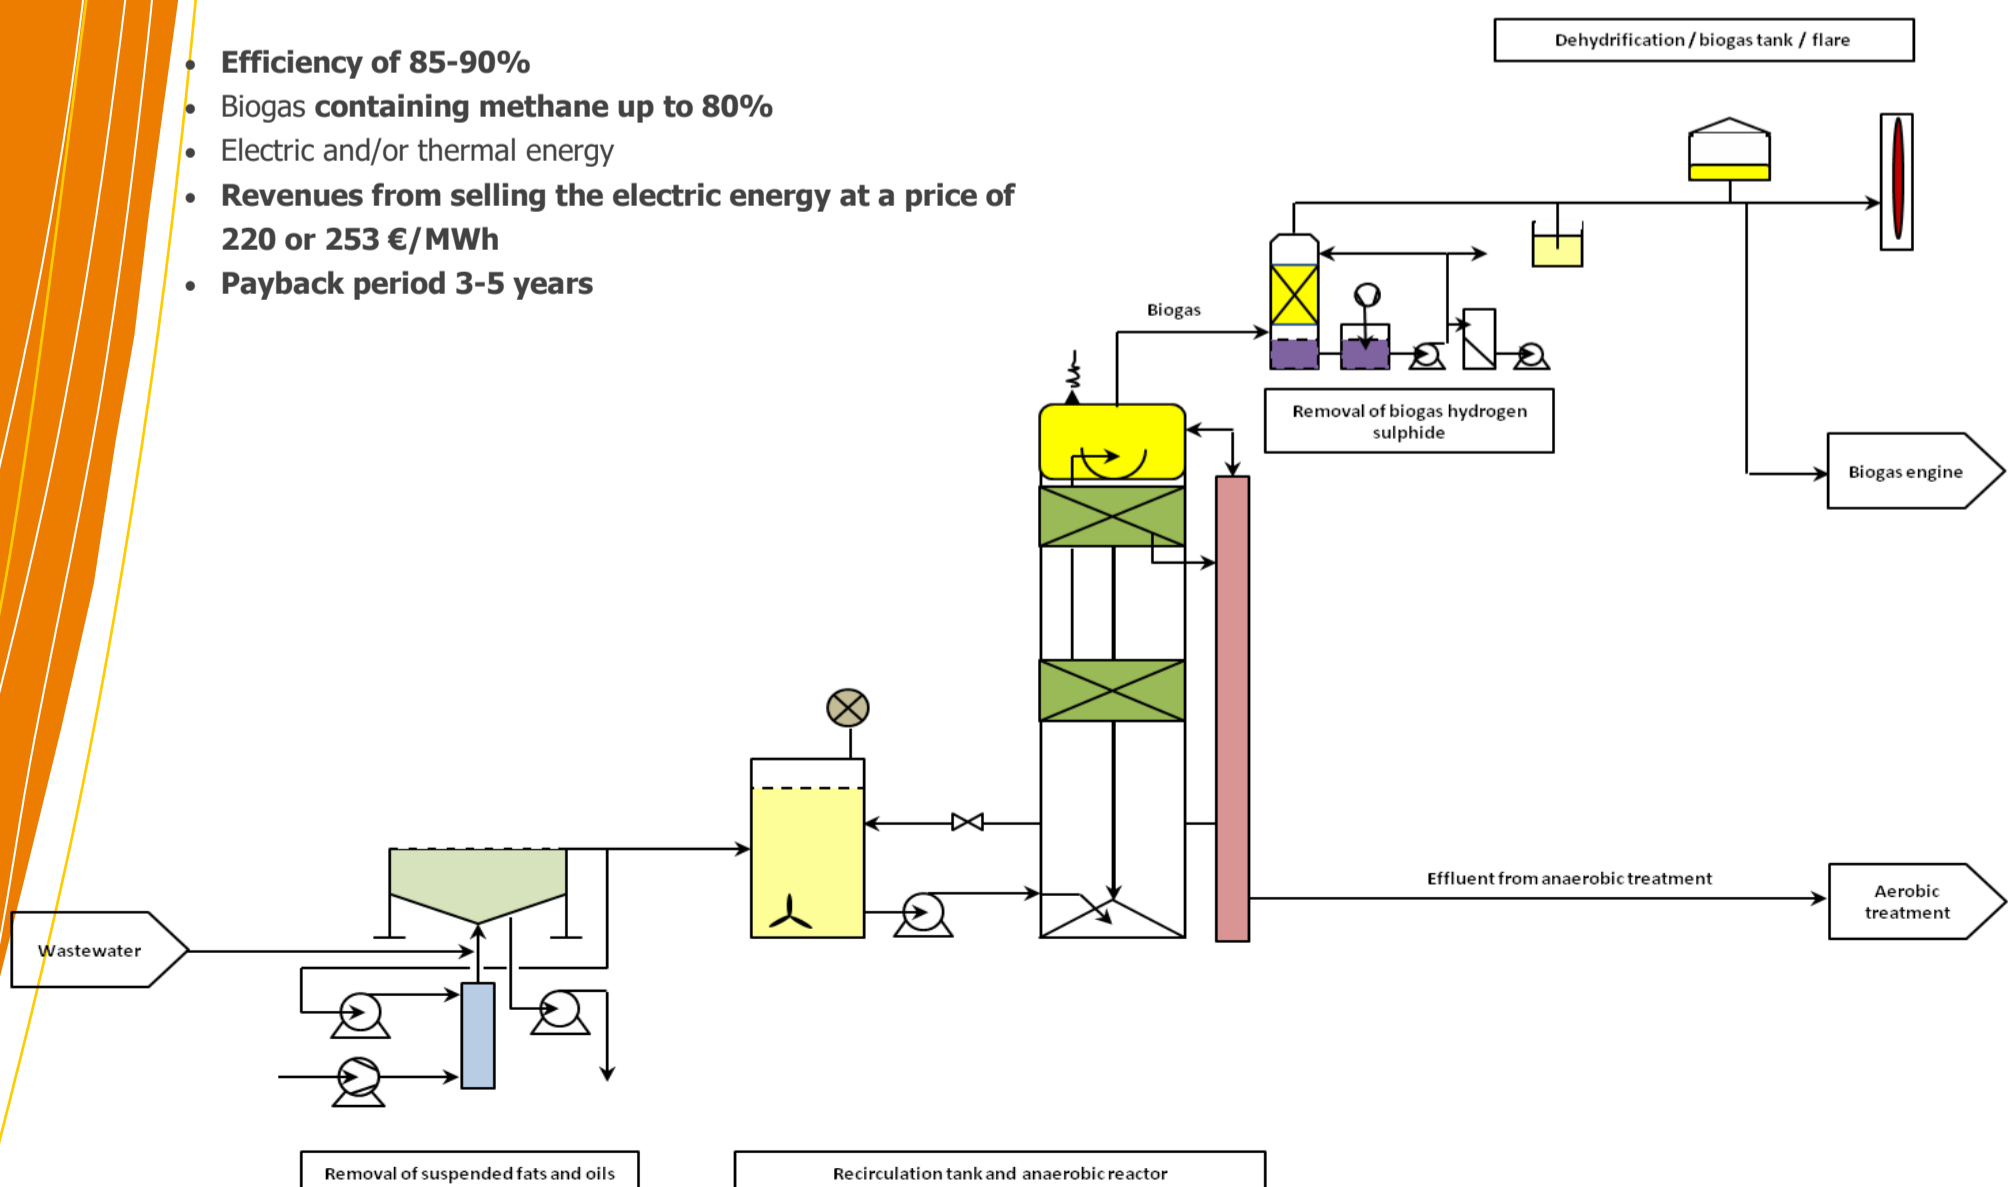 Efficiency of 85-90%
Biogas containing methane up to 80%
Electric and/or thermal energy
Revenues from selling the electric energy at a price of
220 or 253 €/MWh
Payback period 3-5 years
Dehydrification / biogas tank / flare
Biogas
Removal of biogas hydrogen
sulphide
Biogas engine
Effluent from anaerobic treatment
Aerobic
treatment
Wastewater
Removal of suspended fats and oils
Recirculation tank and anaerobic reactor